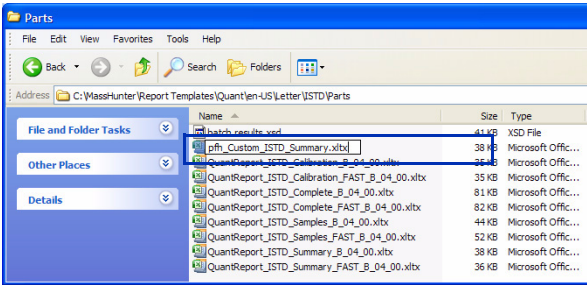 Parts
File Edit View Favorites Tools Help
Back Search Folders
Address C:\MassHunter\Report Templates\Quant\en-US\Letter\ISTD\Parts
Name Size Type
File and Folder Tasks
Other Places
Details
batch results.xsd 41 KB XSD File
pfh_Custom_ISTD_Summary.xltx 38 KB Microsoft Offic...
QuantReport_ISTD_Calibration_B_04_00.xltx 35 KB Microsoft Offic...
QuantReport_ISTD_Calibration_FAST_B_04_00.xltx 35 KB Microsoft Offic...
QuantReport_ISTD_Complete_B_04_00.xltx 81 KB Microsoft Offic...
QuantReport_ISTD_Complete_FAST_B_04_00.xltx 82 KB Microsoft Offic...
QuantReport_ISTD_Samples_B_04_00.xltx 44 KB Microsoft Offic...
QuantReport_ISTD_Samples_FAST_B_04_00.xltx 52 KB Microsoft Offic...
QuantReport_ISTD_Summary_B_04_00.xltx 38 KB Microsoft Offic...
QuantReport_ISTD_Summary_FAST_B_04_00.xltx 36 KB Microsoft Offic...